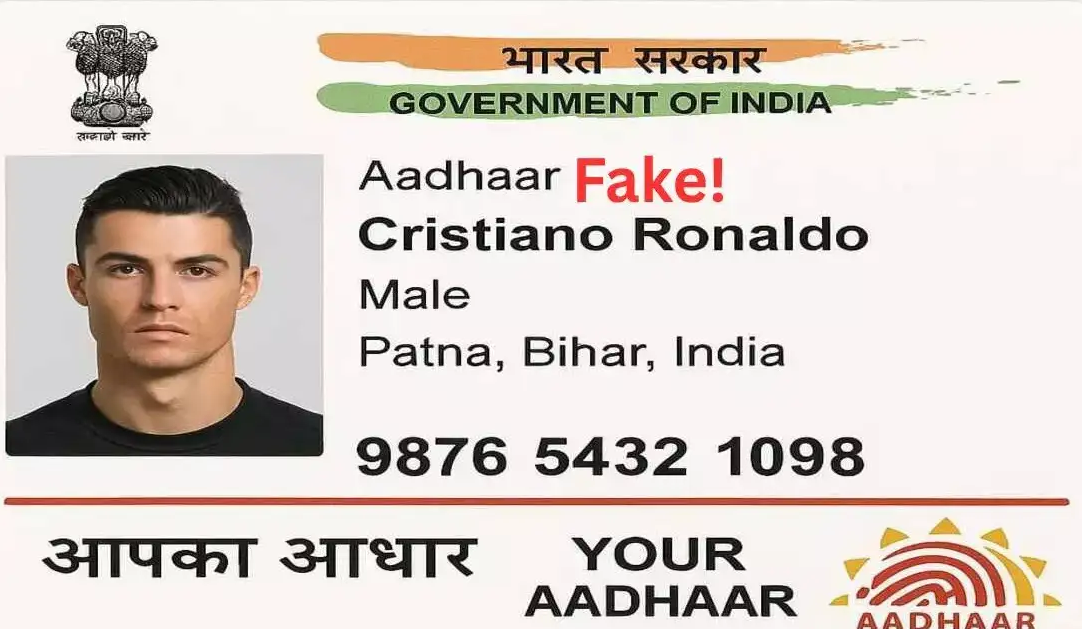 भारत सरकार
GOVERNMENT OF INDIA
Aadhaar Fake!
Cristiano Ronaldo
Male
Patna, Bihar, India
9876 5432 1098
आपका आधार
YOUR
AADHAAR
AADHAAR